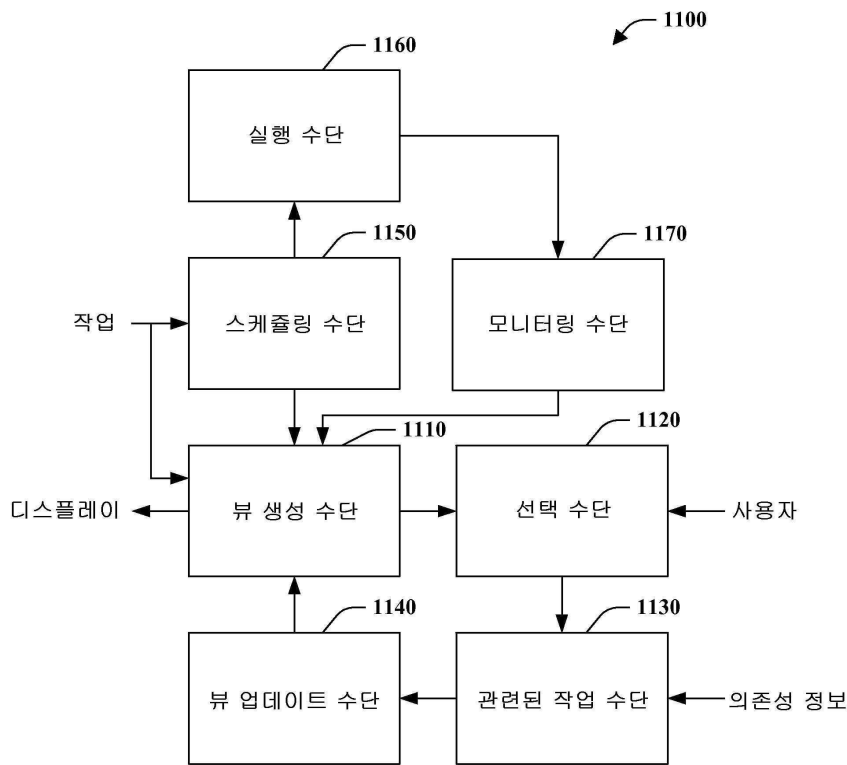 1100
1160
실행 수단
1150
1170
작업
스케쥴링 수단
모니터링 수단
1110
1120
디스플레이
뷰 생성 수단
선택 수단
사용자
1140
1130
뷰 업데이트 수단
관련된 작업 수단
의존성 정보